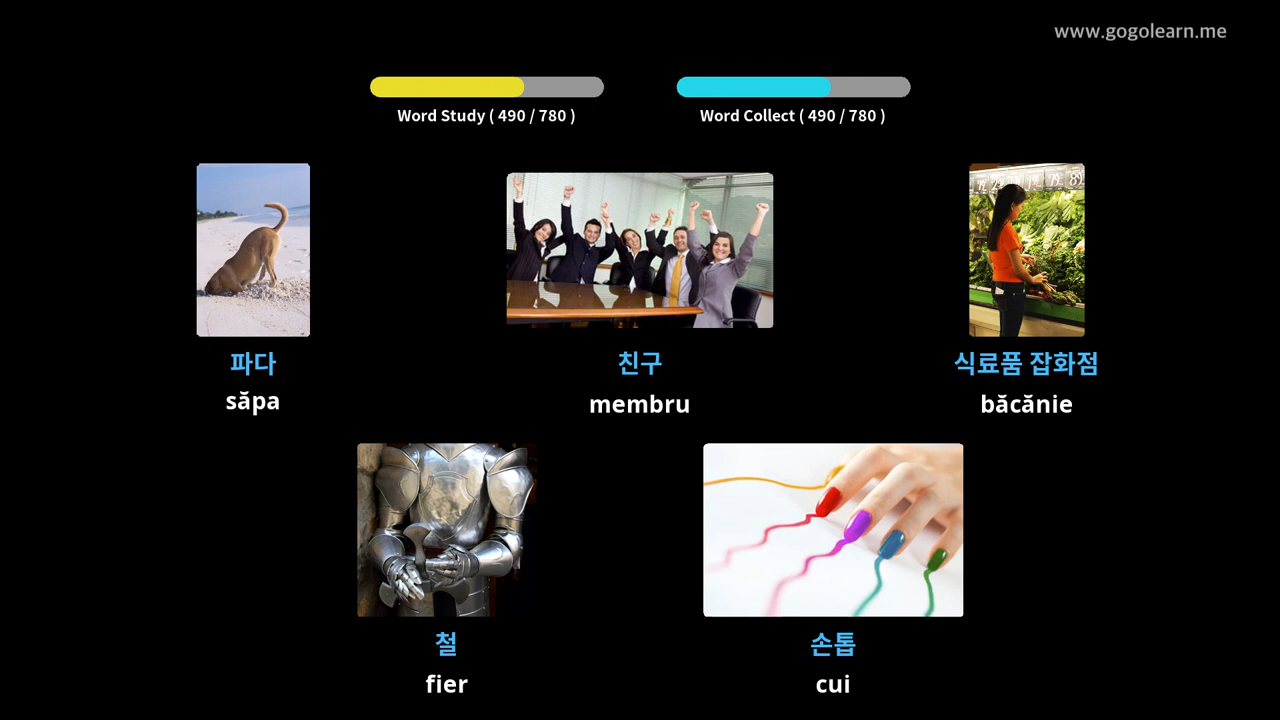 www.gogolearn.me
Word Study ( 490 / 780 )
Word Collect ( 490 / 780 )
파다
săpa
친구
membru
식료품 잡화점
băcănie
철
fier
손톱
cui